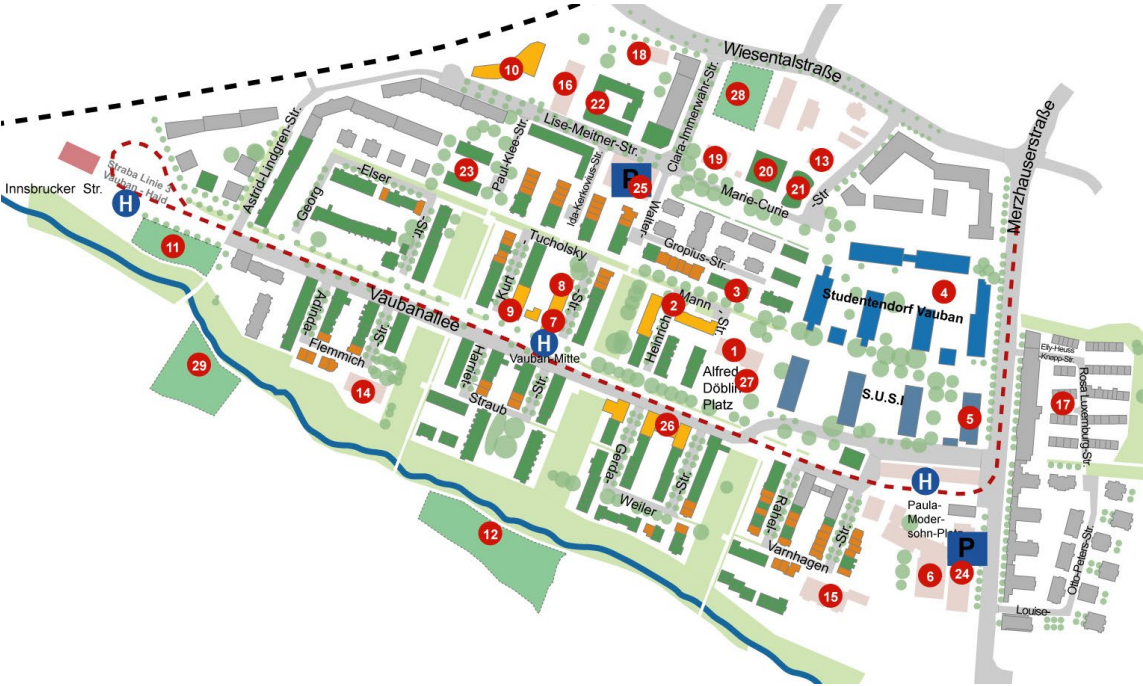 Wiesentalstraße
Merzhauserstraße
18
10
16
22
28
Clara-Immerwahr-Str.
Lise-Meitner-Str.
Paul-Klee-Str.
Astrid-Lindgren-Str.
Straba Linie 3
Vauban - Haid
Innsbrucker Str.
H
11
Georg
Elser
-Str.
23
Ida-Kerkovius-Str.
P
25
19
20
13
21
Marie-Curie
-Str.
Walter-
Gropius-Str.
Tucholsky
Kurt
-Str.
8
9
7
H
Vauban-Mitte
Vaubanallee
Mann
-Str.
3
2
Heinrich
1
Alfred
Döblin
Platz
27
4
Studentendorf Vauban
S.U.S.I
5
Elly-Heuss
-Knapp-Str.
17
Rosa Luxemburg-Str.
Adinda-
Str.
Flemmich
29
14
Harriet-
-Str.
Straub
26
Gerda-
-Str.
Weiler
12
Rahel-
-Str.
Varnhagen
15
H
Paula-
Moder-
sohn-Platz
P
6
24
Otto-Peters-Str.
Louise-